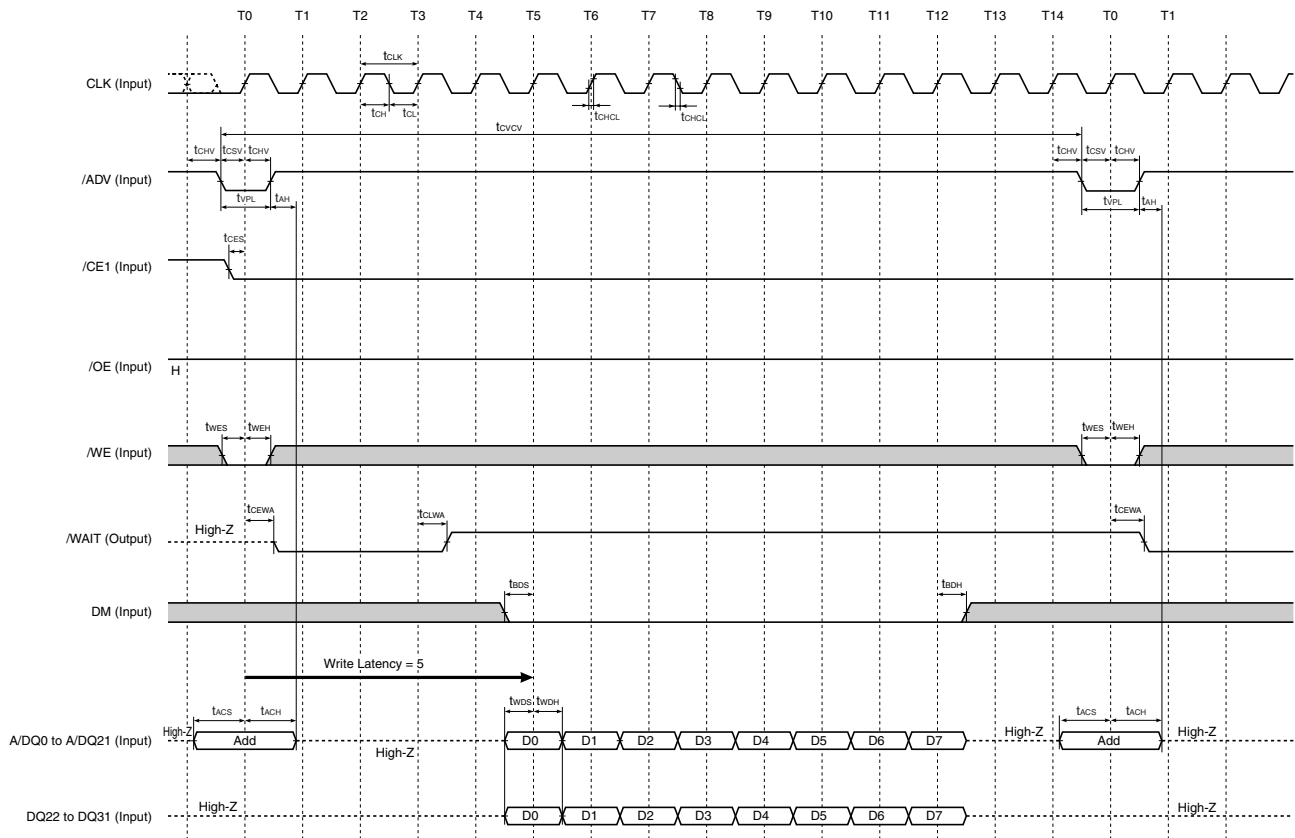 T0 T1 T2 T3 T4 T5 T6 T7 T8 T9 T10 T11 T12 T13 T14 T0 T1
tCLK
CLK (Input)
tCH tCL tCHCL tCHCL
tCVCV
tCHV tCSV tCHV tCHV tCSV tCHV
/ADV (Input)
tVPL tAH tVPL tAH
tCES
/CE1 (Input)
/OE (Input) H
tWES tWEH tWES tWEH
/WE (Input)
tCEWA tCLWA tCEWA
High-Z
/WAIT (Output)
tBDS tBDH
DM (Input)
Write Latency = 5
tACS tACH tWDS tWDH tACS tACH
A/DQ0 to A/DQ21 (Input) High-Z Add High-Z D0 D1 D2 D3 D4 D5 D6 D7 High-Z Add High-Z
DQ22 to DQ31 (Input) High-Z D0 D1 D2 D3 D4 D5 D6 D7 High-Z